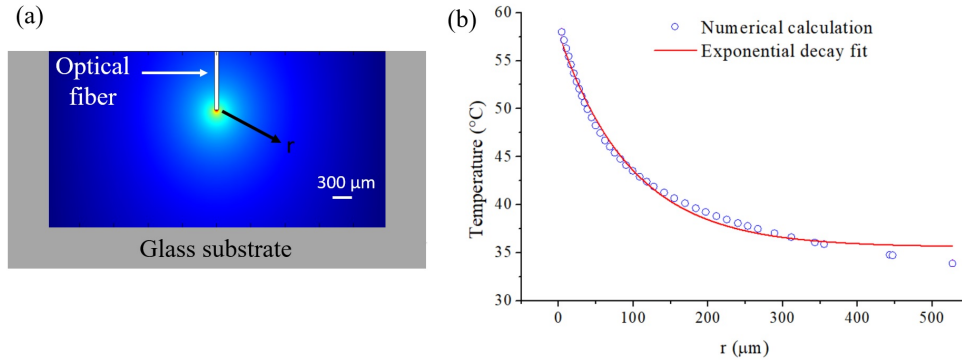 (a)
Optical
fiber
r
300 μm
Glass substrate
(b)
60
55
50
45
40
35
30
Temperature (°C)
Numerical calculation
Exponential decay fit
0 100 200 300 400 500
r (μm)